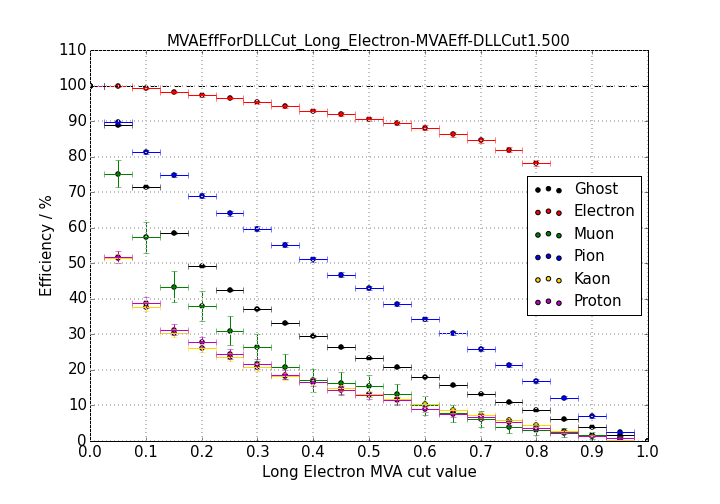 MVAEffForDLLCut_Long_Electron-MVAEff-DLLCut1.500
110
100
90
80
70
60
50
40
30
20
10
0
Efficiency / %
Ghost
Electron
Muon
Pion
Kaon
Proton
0.0 0.1 0.2 0.3 0.4 0.5 0.6 0.7 0.8 0.9 1.0
Long Electron MVA cut value